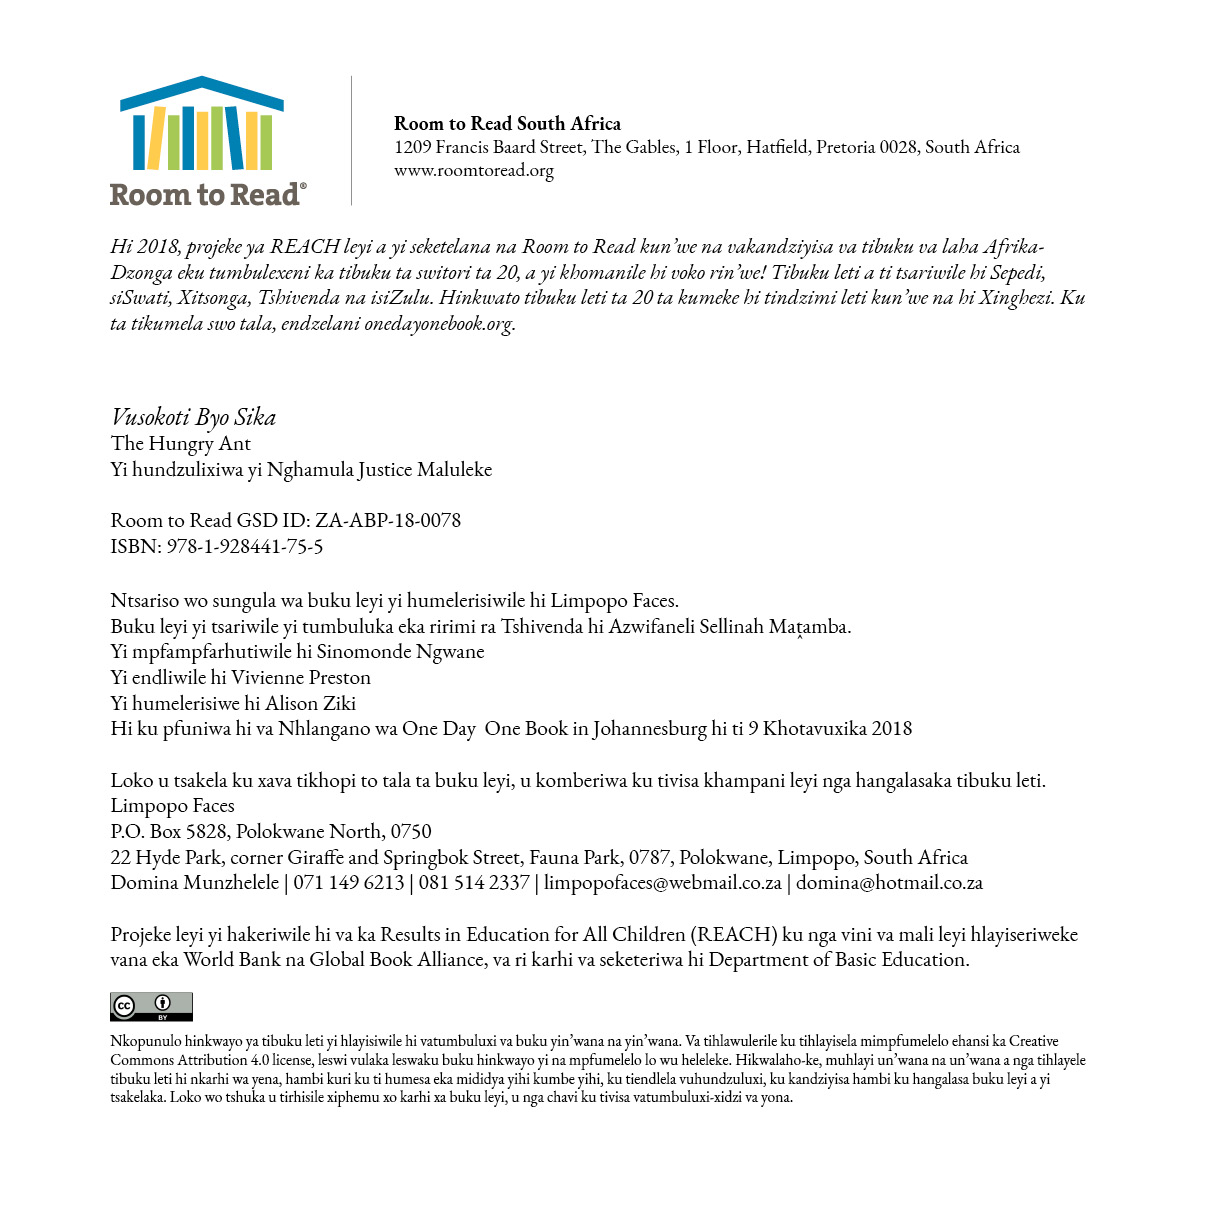 Room to Read®
Room to Read South Africa
1209 Francis Baard Street, The Gables, 1 Floor, Hatfield, Pretoria 0028, South Africa
www.roomtoread.org
Hi 2018, projeke ya REACH leyi a yi seketelana na Room to Read kun’we na vakandziyisa va tibuku va laha Afrika-
Dzonga eku tumbulexeni ka tibuku ta switori ta 20, a yi khomanile hi voko rin’we! Tibuku leti a ti tsariwile hi Sepedi,
siSwati, Xitsonga, Tshivenda na isiZulu. Hinkwato tibuku leti ta 20 ta kumeke hi tindzimi leti kun’we na hi Xinghezi. Ku
ta tikumela swo tala, endzelani onedayonebook.org.
Vusokoti Byo Sika
The Hungry Ant
Yi hundzulixiwa yi Nghamula Justice Maluleke
Room to Read GSD ID: ZA-ABP-18-0078
ISBN: 978-1-928441-75-5
Ntsariso wo sungula wa buku leyi yi humelerisiwile hi Limpopo Faces.
Buku leyi yi tsariwile yi tumbuluka eka ririmi ra Tshivenda hi Azwifaneli Sellinah Maṱamba.
Yi mpfampfarhutiwile hi Sinomonde Ngwane
Yi endliwile hi Vivienne Preston
Yi humelerisiwe hi Alison Ziki
Hi ku pfuniwa hi va Nhlangano wa One Day  One Book in Johannesburg hi ti 9 Khotavuxika 2018
Loko u tsakela ku xava tikhopi to tala ta buku leyi, u komberiwa ku tivisa khampani leyi nga hangalasaka tibuku leti.
Limpopo Faces
P.O. Box 5828, Polokwane North, 0750
22 Hyde Park, corner Giraffe and Springbok Street, Fauna Park, 0787, Polokwane, Limpopo, South Africa
Domina Munzhelele | 071 149 6213 | 081 514 2337 | limpopofaces@webmail.co.za | domina@hotmail.co.za
Projeke leyi yi hakeriwile hi va ka Results in Education for All Children (REACH) ku nga vini va mali leyi hlayiseriweke
vana eka World Bank na Global Book Alliance, va ri karhi va seketeriwa hi Department of Basic Education.
cc BY
Nkopunulo hinkwayo ya tibuku leti yi hlayisiwile hi vatumbuluxi va buku yin’wana na yin’wana. Va tihlawulerile ku tihlayisela mimpfumelelo ehansi ka Creative
Commons Attribution 4.0 license, leswi vulaka leswaku buku hinkwayo yi na mpfumelelo lo wu heleleke. Hikwalaho-ke, muhlayi un’wana na un’wana a nga tihlayele
tibuku leti hi nkarhi wa yena, hambi kuri ku ti humesa eka mididya yihi kumbe yihi, ku tiendlela vuhundzuluxi, ku kandziyisa hambi ku hangalasa buku leyi a yi
tsakelaka. Loko wo tshuka u tirhisile xiphemu xo karhi xa buku leyi, u nga chavi ku tivisa vatumbuluxi-xidzi va yona.